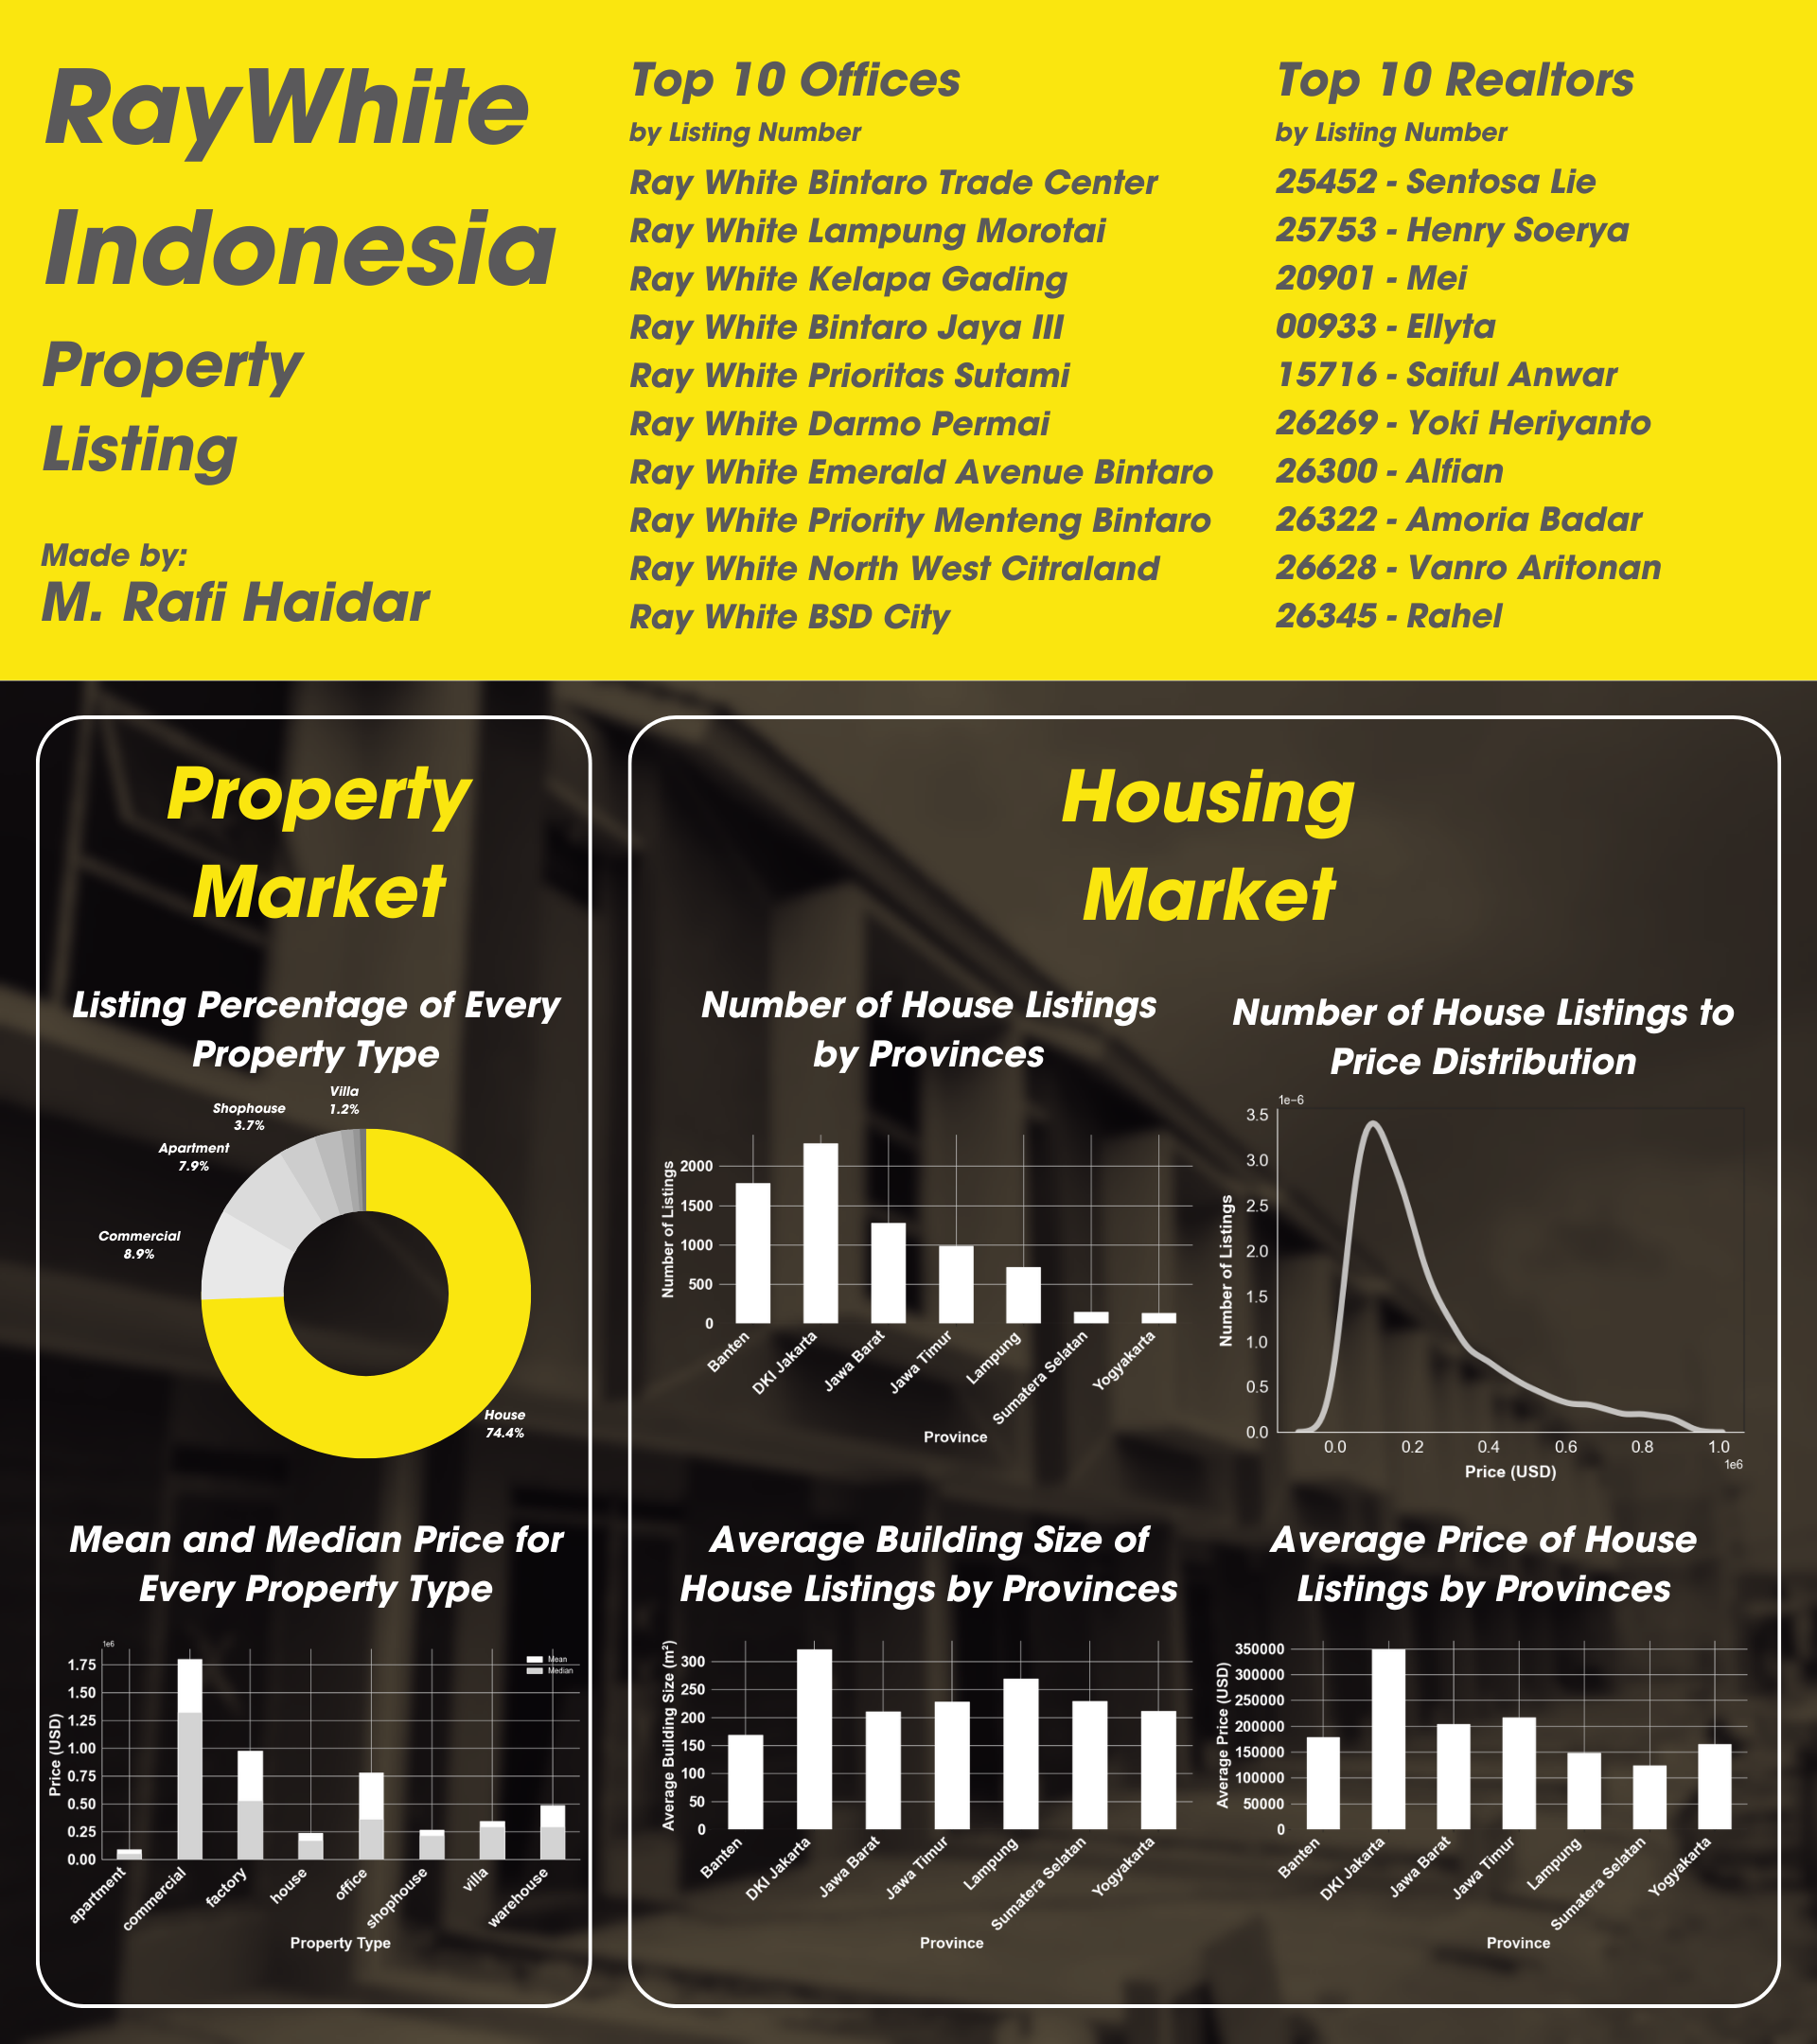 RayWhite
Indonesia
Property
Listing
Made by:
M. Rafi Haidar
Top 10 Offices
by Listing Number
Ray White Bintaro Trade Center
Ray White Lampung Morotai
Ray White Kelapa Gading
Ray White Bintaro Jaya III
Ray White Prioritas Sutami
Ray White Darmo Permai
Ray White Emerald Avenue Bintaro
Ray White Priority Menteng Bintaro
Ray White North West Citraland
Ray White BSD City
Top 10 Realtors
by Listing Number
25452 - Sentosa Lie
25753 - Henry Soerya
20901 - Mei
00933 - Ellyta
15716 - Saiful Anwar
26269 - Yoki Heriyanto
26300 - Alfian
26322 - Amoria Badar
26628 - Vanro Aritonan
26345 - Rahel
Property
Market
Listing Percentage of Every
Property Type
Villa
1.2%
Shophouse
3.7%
Apartment
7.9%
Commercial
8.9%
House
74.4%
Mean and Median Price for
Every Property Type
1e6
Mean
Median
Price (USD)
1.75
1.50
1.25
1.00
0.75
0.50
0.25
0.00
apartment
commercial
factory
house
office
shophouse
villa
warehouse
Property Type
Housing
Market
Number of House Listings
by Provinces
Number of Listings
2000
1500
1000
500
0
Banten
DKI Jakarta
Jawa Barat
Jawa Timur
Lampung
Sumatera Selatan
Yogyakarta
Province
Number of House Listings to
Price Distribution
1e−6
Number of Listings
3.5
3.0
2.5
2.0
1.5
1.0
0.5
0.0
0.0 0.2 0.4 0.6 0.8 1.0
1e6
Price (USD)
Average Building Size of
House Listings by Provinces
Average Building Size (m²)
300
250
200
150
100
50
0
Banten
DKI Jakarta
Jawa Barat
Jawa Timur
Lampung
Sumatera Selatan
Yogyakarta
Province
Average Price of House
Listings by Provinces
Average Price (USD)
350000
300000
250000
200000
150000
100000
50000
0
Banten
DKI Jakarta
Jawa Barat
Jawa Timur
Lampung
Sumatera Selatan
Yogyakarta
Province